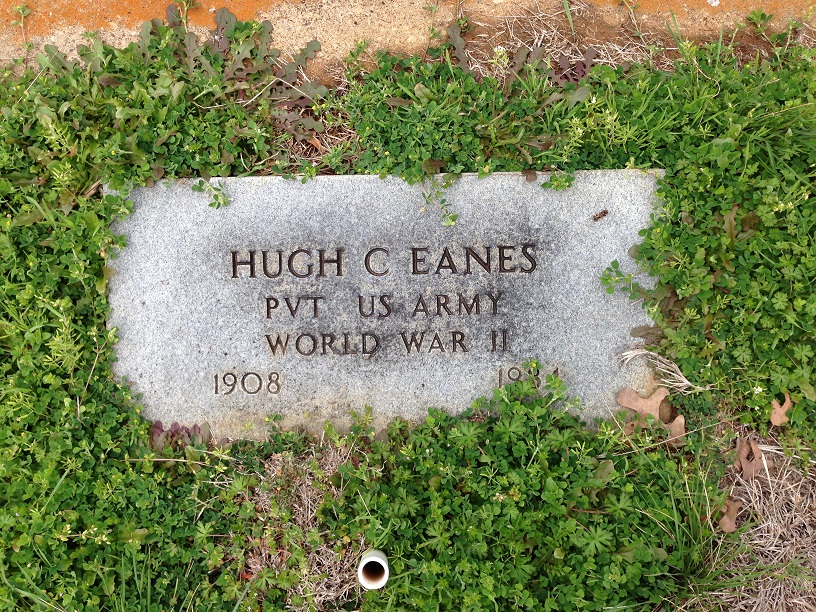 HUGH C EANES
PVT US ARMY
WORLD WAR II
1908